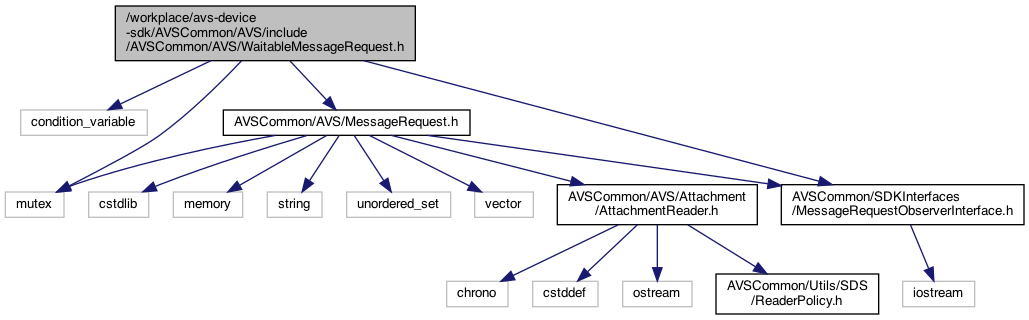 /workplace/avs-device
-sdk/AVSCommon/AVS/include
/AVSCommon/AVS/WaitableMessageRequest.h
condition_variable
AVSCommon/AVS/MessageRequest.h
mutex
cstdlib
memory
string
unordered_set
vector
AVSCommon/AVS/Attachment
/AttachmentReader.h
AVSCommon/SDKInterfaces
/MessageRequestObserverInterface.h
chrono
cstddef
ostream
AVSCommon/Utils/SDS
/ReaderPolicy.h
iostream